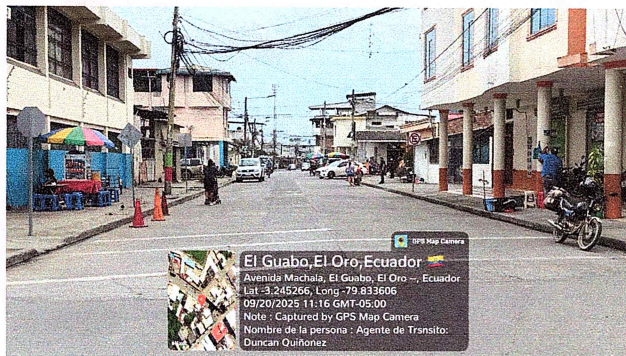 GPS Map Camera
El Guabo,El Oro,Ecuador
Avenida Machala, El Guabo, El Oro –, Ecuador
Lat -3.245266, Long -79.833606
09/20/2025 11:16 GMT-05:00
Note : Captured by GPS Map Camera
Nombre de la persona : Agente de Trsnsito:
Duncan Quiñonez